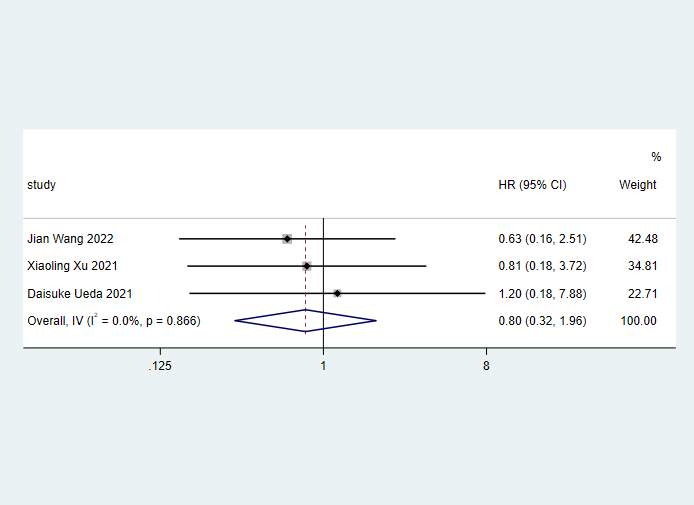 %
study HR (95% CI) Weight
Jian Wang 2022 0.63 (0.16, 2.51) 42.48
Xiaoling Xu 2021 0.81 (0.18, 3.72) 34.81
Daisuke Ueda 2021 1.20 (0.18, 7.88) 22.71
Overall, IV (I² = 0.0%, p = 0.866) 0.80 (0.32, 1.96) 100.00
.125 1 8